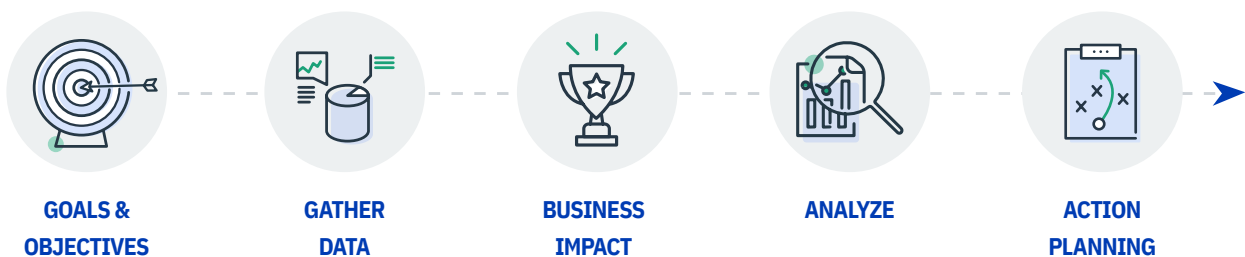 GOALS &
OBJECTIVES
GATHER
DATA
BUSINESS
IMPACT
ANALYZE
ACTION
PLANNING